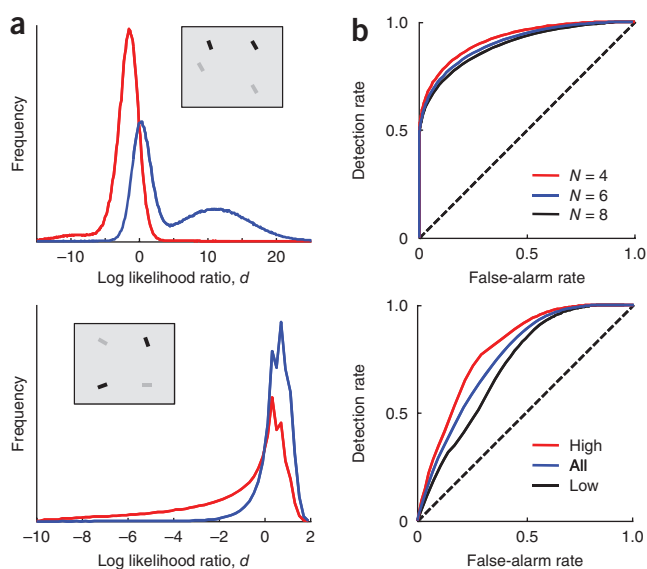 a
Frequency
−10
0
10
20
Log likelihood ratio, d
b
Detection rate
1.0
0.5
0
0
0.5
1.0
N = 4
N = 6
N = 8
False-alarm rate
Frequency
−10
−8
−6
−4
−2
0
2
Log likelihood ratio, d
Detection rate
1.0
0.5
0
0
0.5
1.0
High
All
Low
False-alarm rate